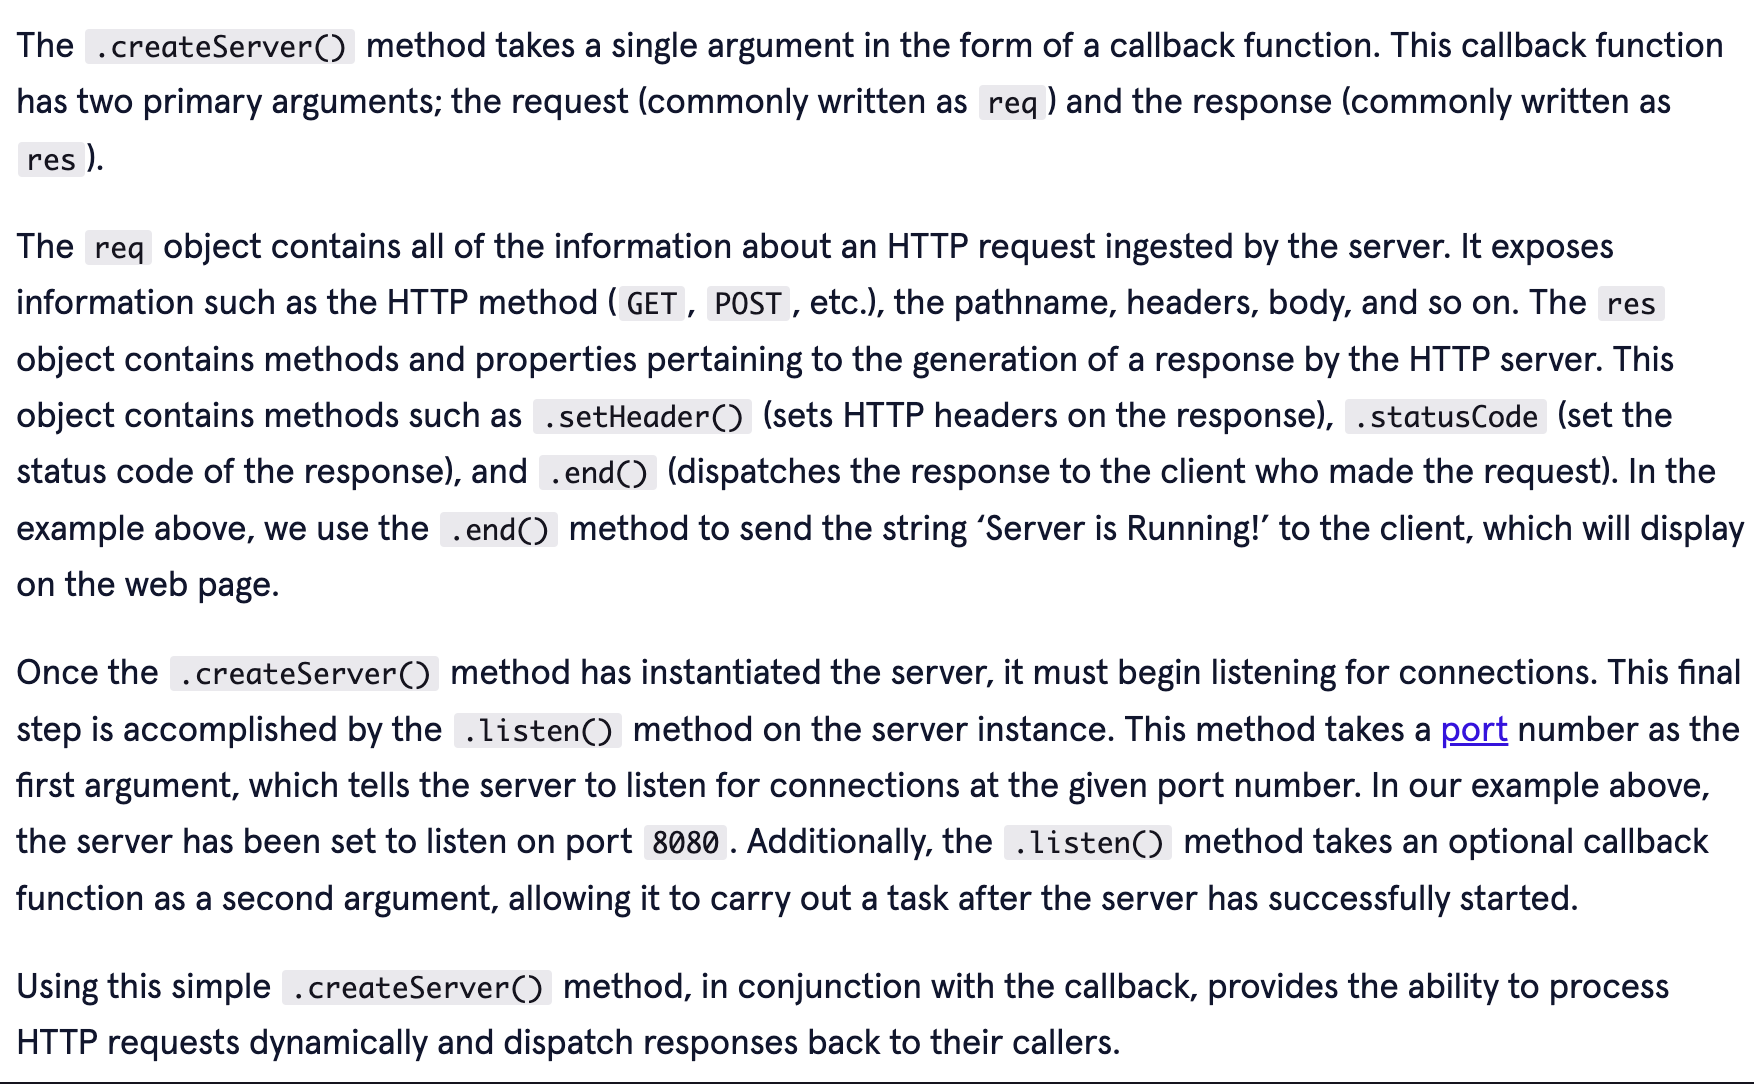 The .createServer() method takes a single argument in the form of a callback function. This callback function
has two primary arguments; the request (commonly written as req) and the response (commonly written as
res).
The req object contains all of the information about an HTTP request ingested by the server. It exposes
information such as the HTTP method (GET, POST, etc.), the pathname, headers, body, and so on. The res
object contains methods and properties pertaining to the generation of a response by the HTTP server. This
object contains methods such as .setHeader() (sets HTTP headers on the response), .statusCode (set the
status code of the response), and .end() (dispatches the response to the client who made the request). In the
example above, we use the .end() method to send the string ‘Server is Running!’ to the client, which will display
on the web page.
Once the .createServer() method has instantiated the server, it must begin listening for connections. This final
step is accomplished by the .listen() method on the server instance. This method takes a port number as the
first argument, which tells the server to listen for connections at the given port number. In our example above,
the server has been set to listen on port 8080. Additionally, the .listen() method takes an optional callback
function as a second argument, allowing it to carry out a task after the server has successfully started.
Using this simple .createServer() method, in conjunction with the callback, provides the ability to process
HTTP requests dynamically and dispatch responses back to their callers.